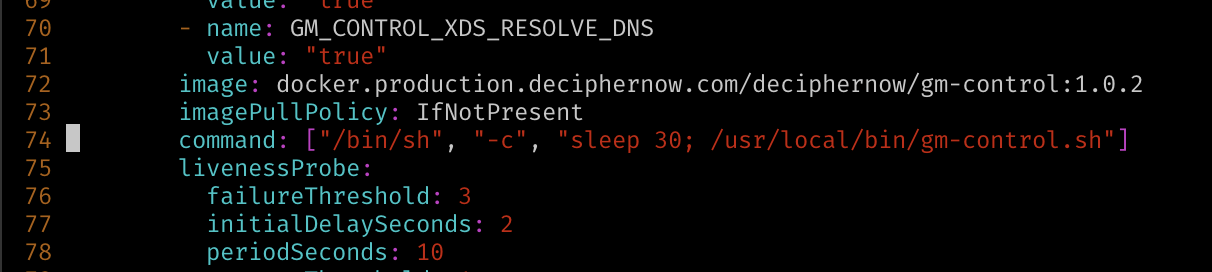 69 value: "true"
70 - name: GM_CONTROL_XDS_RESOLVE_DNS
71 value: "true"
72 image: docker.production.deciphernow.com/deciphernow/gm-control:1.0.2
73 imagePullPolicy: IfNotPresent
74 command: ["/bin/sh", "-c", "sleep 30; /usr/local/bin/gm-control.sh"]
75 livenessProbe:
76 failureThreshold: 3
77 initialDelaySeconds: 2
78 periodSeconds: 10